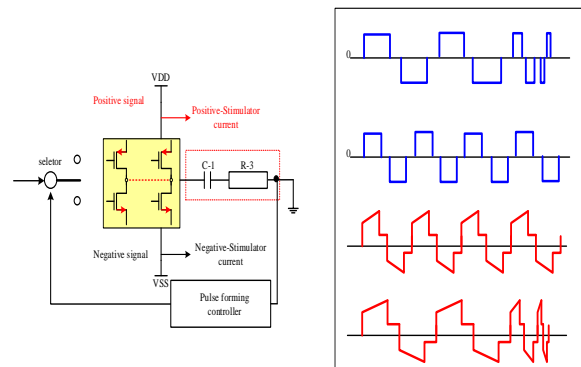 VDD
Positive signal
Positive-Stimulator
current
seletor
C-1
R-3
Negative signal
Negative-Stimulator
current
VSS
Pulse forming
controller
0
0